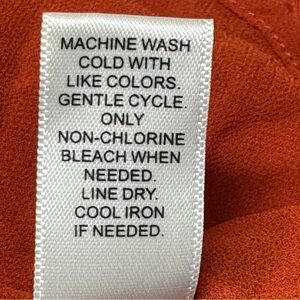 MACHINE WASH
COLD WITH
LIKE COLORS.
GENTLE CYCLE.
ONLY
NON-CHLORINE
BLEACH WHEN
NEEDED.
LINE DRY.
COOL IRON
IF NEEDED.